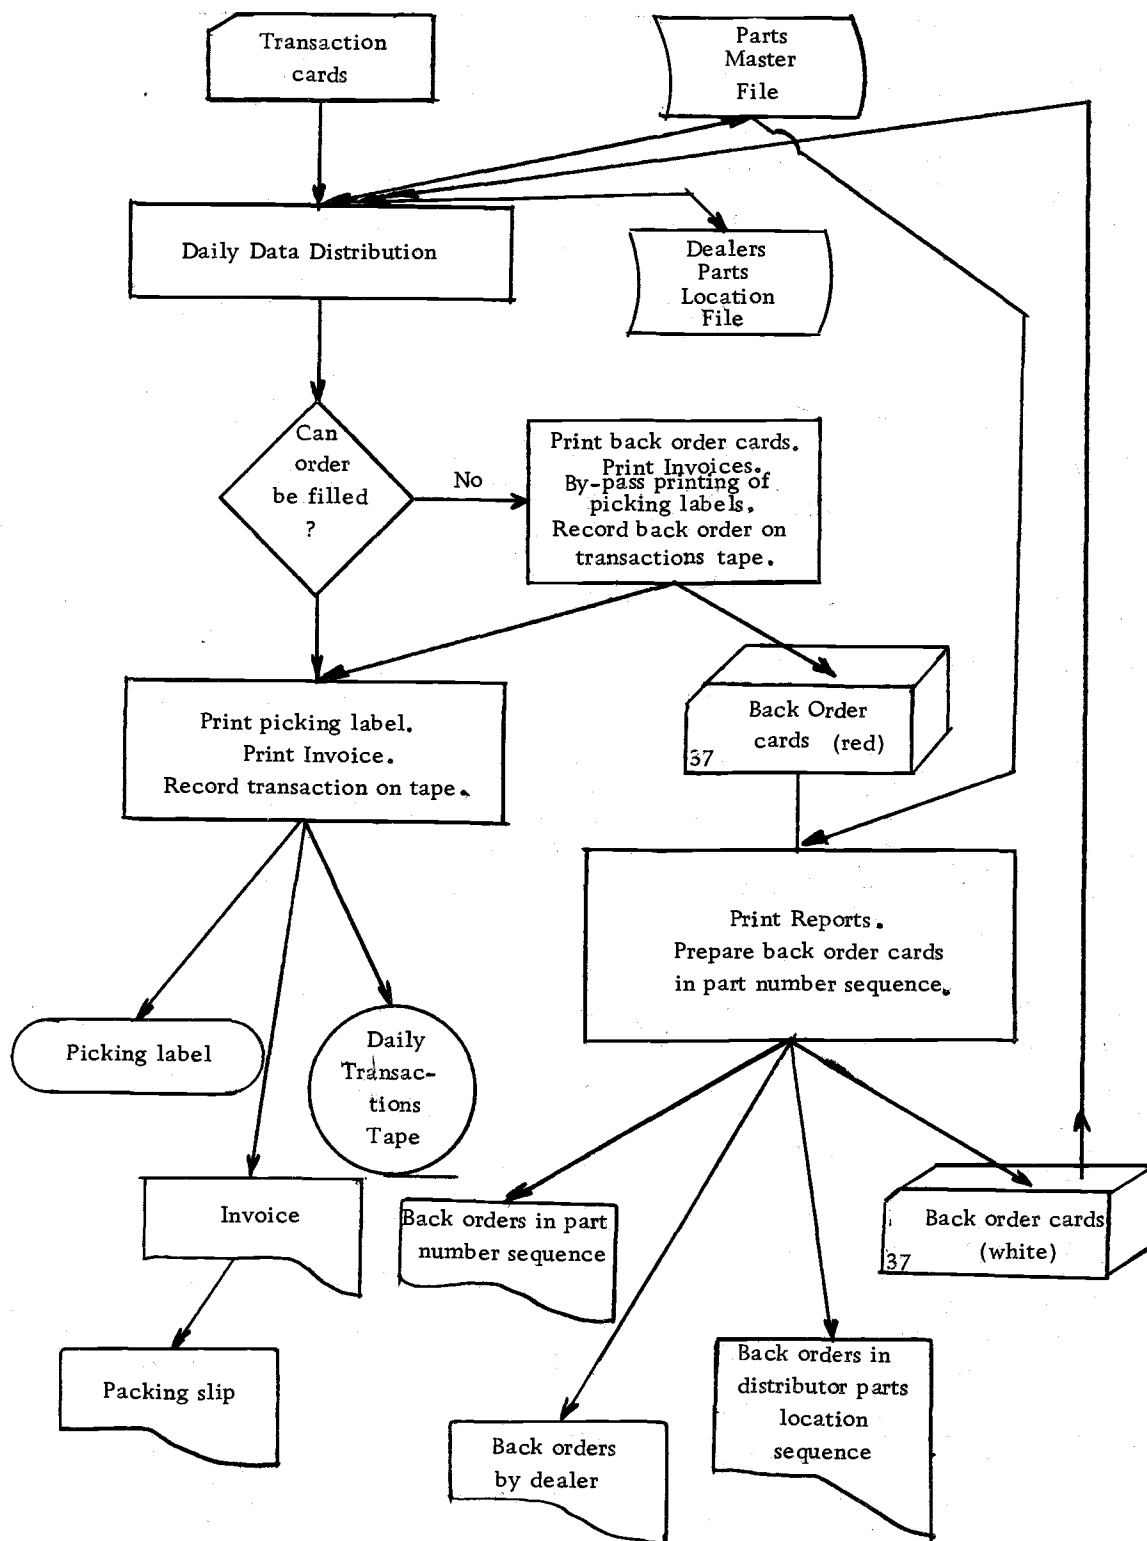 Transaction
cards
Parts
Master
File
Daily Data Distribution
Dealers
Parts
Location
File
Can
order
be filled
?
No
Print back order cards.
Print Invoices.
By-pass printing of
picking labels.
Record back order on
transactions tape.
Print picking label.
Print Invoice.
Record transaction on tape.
Back Order
cards (red)
37
Print Reports.
Prepare back order cards
in part number sequence.
Picking label
Daily
Transac-
tions
Tape
Invoice
Back orders in part
number sequence
Back order cards
(white)
37
Packing slip
Back orders
by dealer
Back orders in
distributor parts
location
sequence